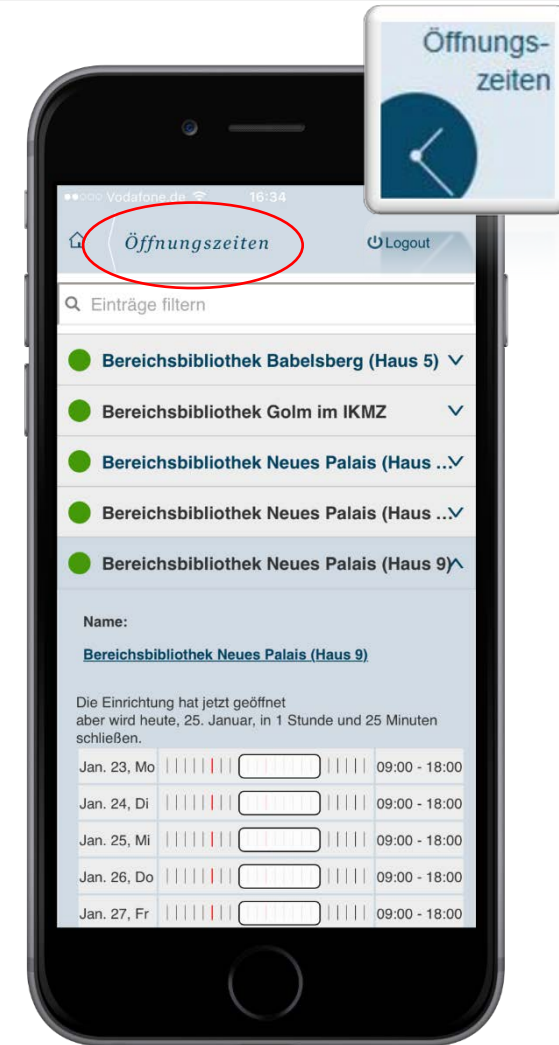 Öffnungs-
zeiten
Vodafone.de 16:34
Öffnungszeiten
Logout
Einträge filtern
Bereichsbibliothek Babelsberg (Haus 5)
Bereichsbibliothek Golm im IKMZ
Bereichsbibliothek Neues Palais (Haus ...
Bereichsbibliothek Neues Palais (Haus ...
Bereichsbibliothek Neues Palais (Haus 9)
Name:
Bereichsbibliothek Neues Palais (Haus 9)
Die Einrichtung hat jetzt geöffnet
aber wird heute, 25. Januar, in 1 Stunde und 25 Minuten
schließen.
Jan. 23, Mo 09:00 - 18:00
Jan. 24, Di 09:00 - 18:00
Jan. 25, Mi 09:00 - 18:00
Jan. 26, Do 09:00 - 18:00
Jan. 27, Fr 09:00 - 18:00